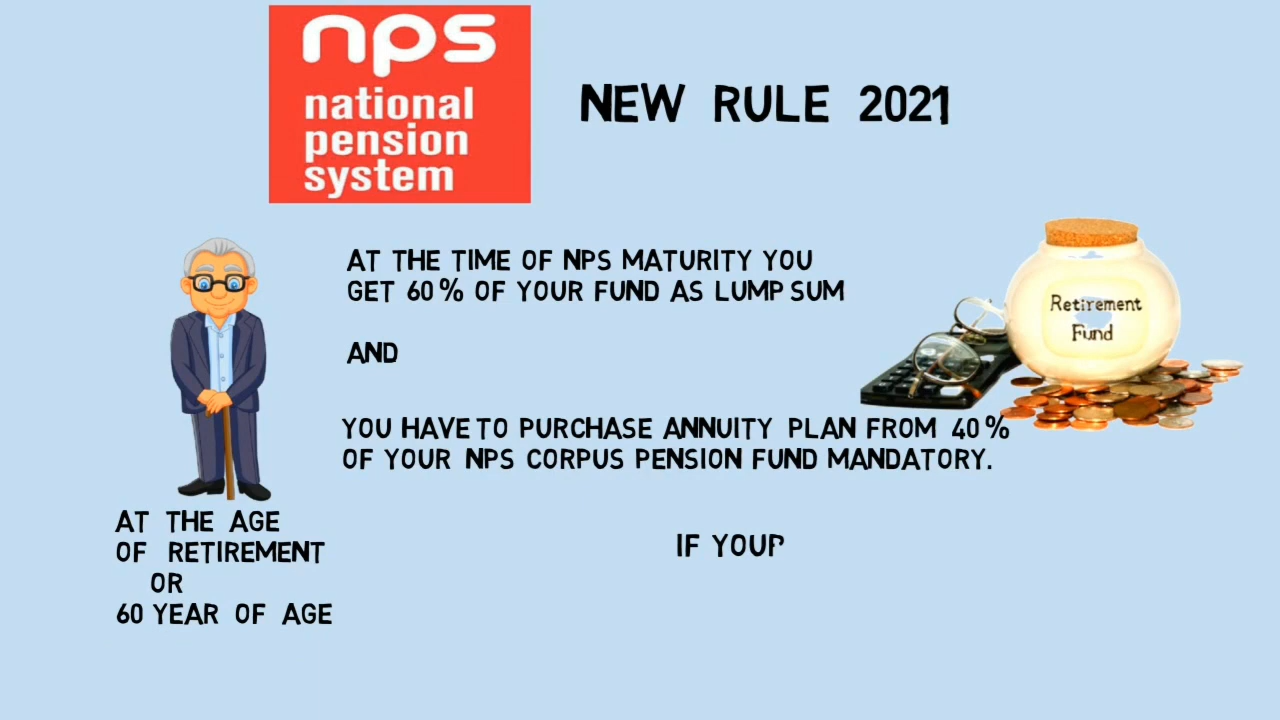 nps
national
pension
system
NEW RULE 2021
AT THE TIME OF NPS MATURITY YOU
GET 60% OF YOUR FUND AS LUMP SUM
AND
YOU HAVE TO PURCHASE ANNUITY PLAN FROM 40%
OF YOUR NPS CORPUS PENSION FUND MANDATORY.
Retirement
Fund
AT THE AGE
OF RETIREMENT
OR
60 YEAR OF AGE
IF YOUR